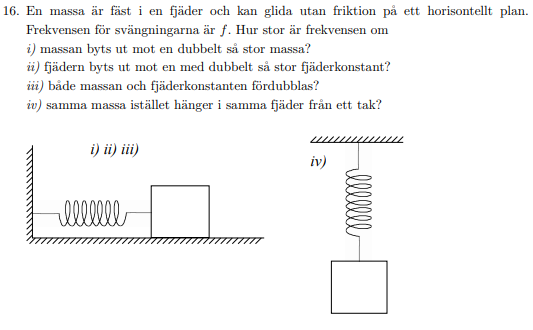 16. En massa är fäst i en fjäder och kan glida utan friktion på ett horisontellt plan.
Frekvensen för svängningarna är f. Hur stor är frekvensen om
i) massan byts ut mot en dubbelt så stor massa?
ii) fjädern byts ut mot en med dubbelt så stor fjäderkonstant?
iii) både massan och fjäderkonstanten fördubblas?
iv) samma massa istället hänger i samma fjäder från ett tak?
i) ii) iii)
iv)